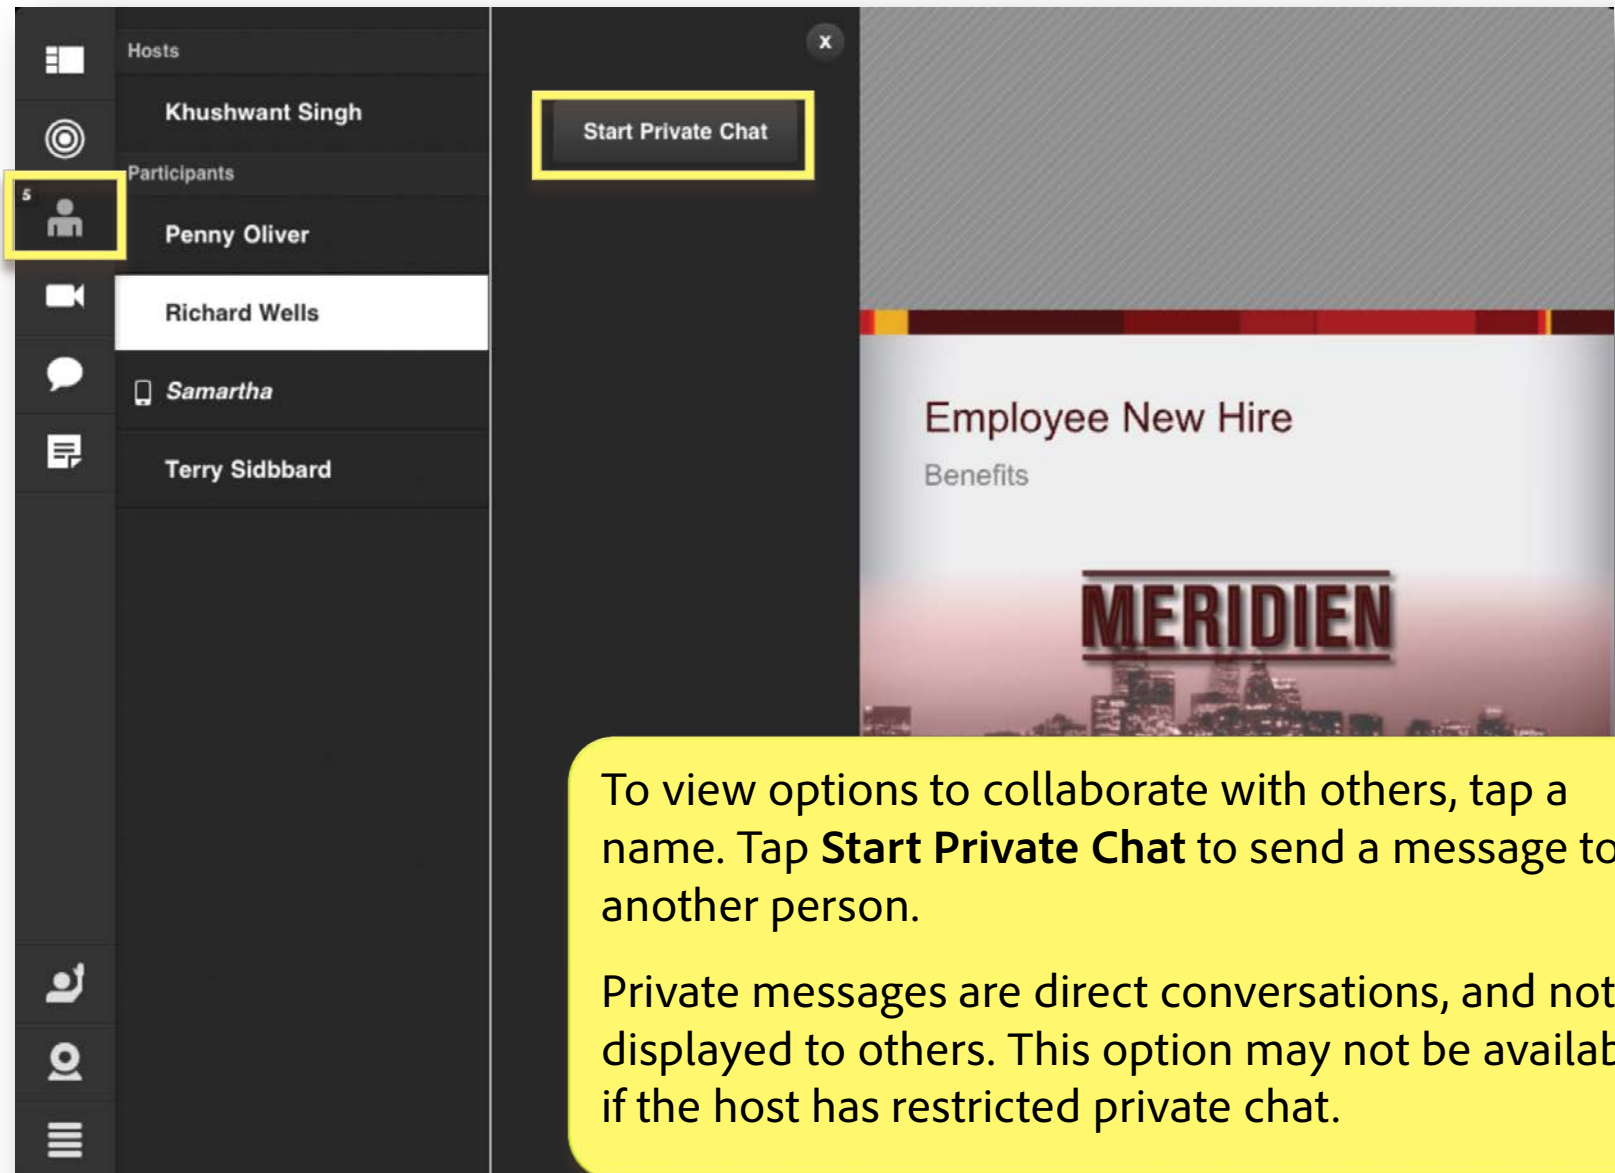 Hosts
Khushwant Singh
Participants
5
Penny Oliver
Richard Wells
Samartha
Terry Sidbbard
x
Start Private Chat
Employee New Hire
Benefits
MERIDIEN
To view options to collaborate with others, tap a
name. Tap Start Private Chat to send a message to
another person.
Private messages are direct conversations, and not
displayed to others. This option may not be availab
if the host has restricted private chat.